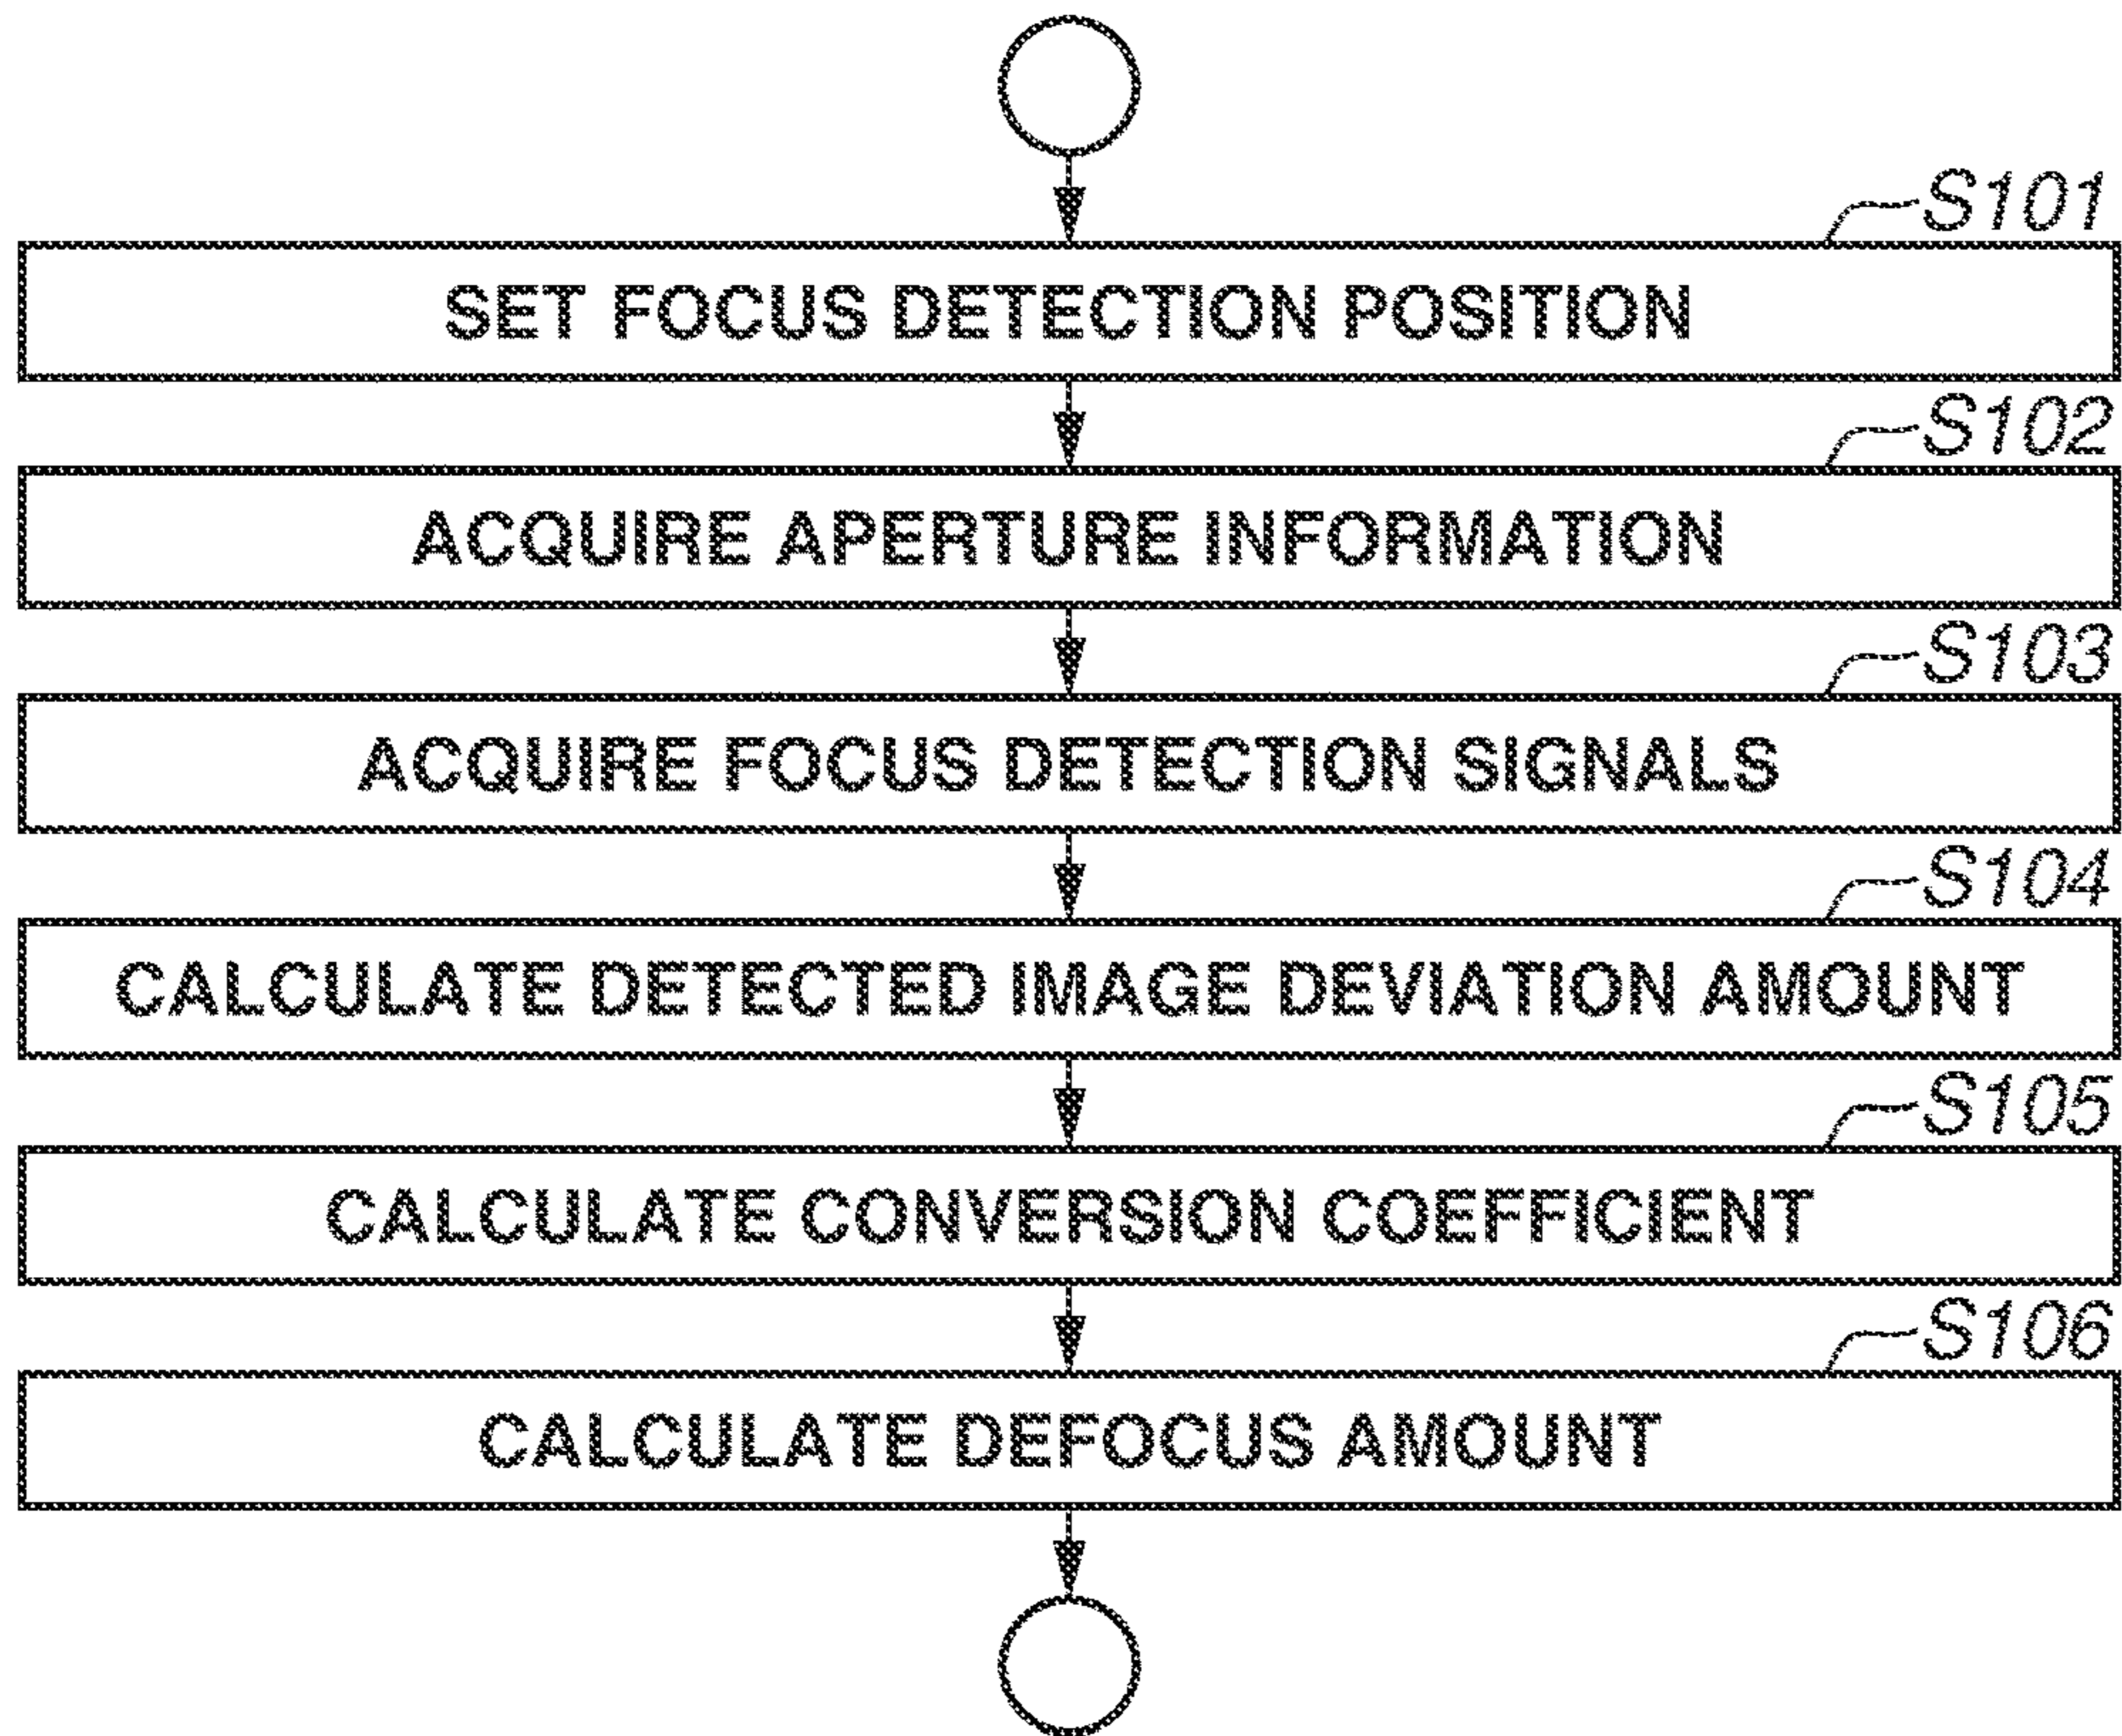 S101
SET FOCUS DETECTION POSITION
S102
ACQUIRE APERTURE INFORMATION
S103
ACQUIRE FOCUS DETECTION SIGNALS
S104
CALCULATE DETECTED IMAGE DEVIATION AMOUNT
S105
CALCULATE CONVERSION COEFFICIENT
S106
CALCULATE DEFOCUS AMOUNT